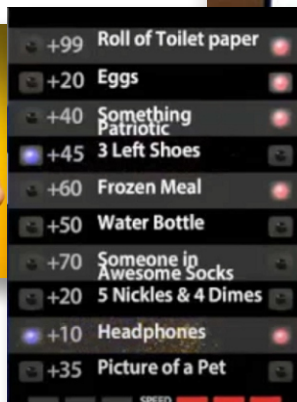 +99 Roll of Toilet paper
+20 Eggs
+40 Something
Patriotic
+45 3 Left Shoes
+60 Frozen Meal
+50 Water Bottle
+70 Someone in
Awesome Socks
+20 5 Nickles & 4 Dimes
+10 Headphones
+35 Picture of a Pet
SPEED